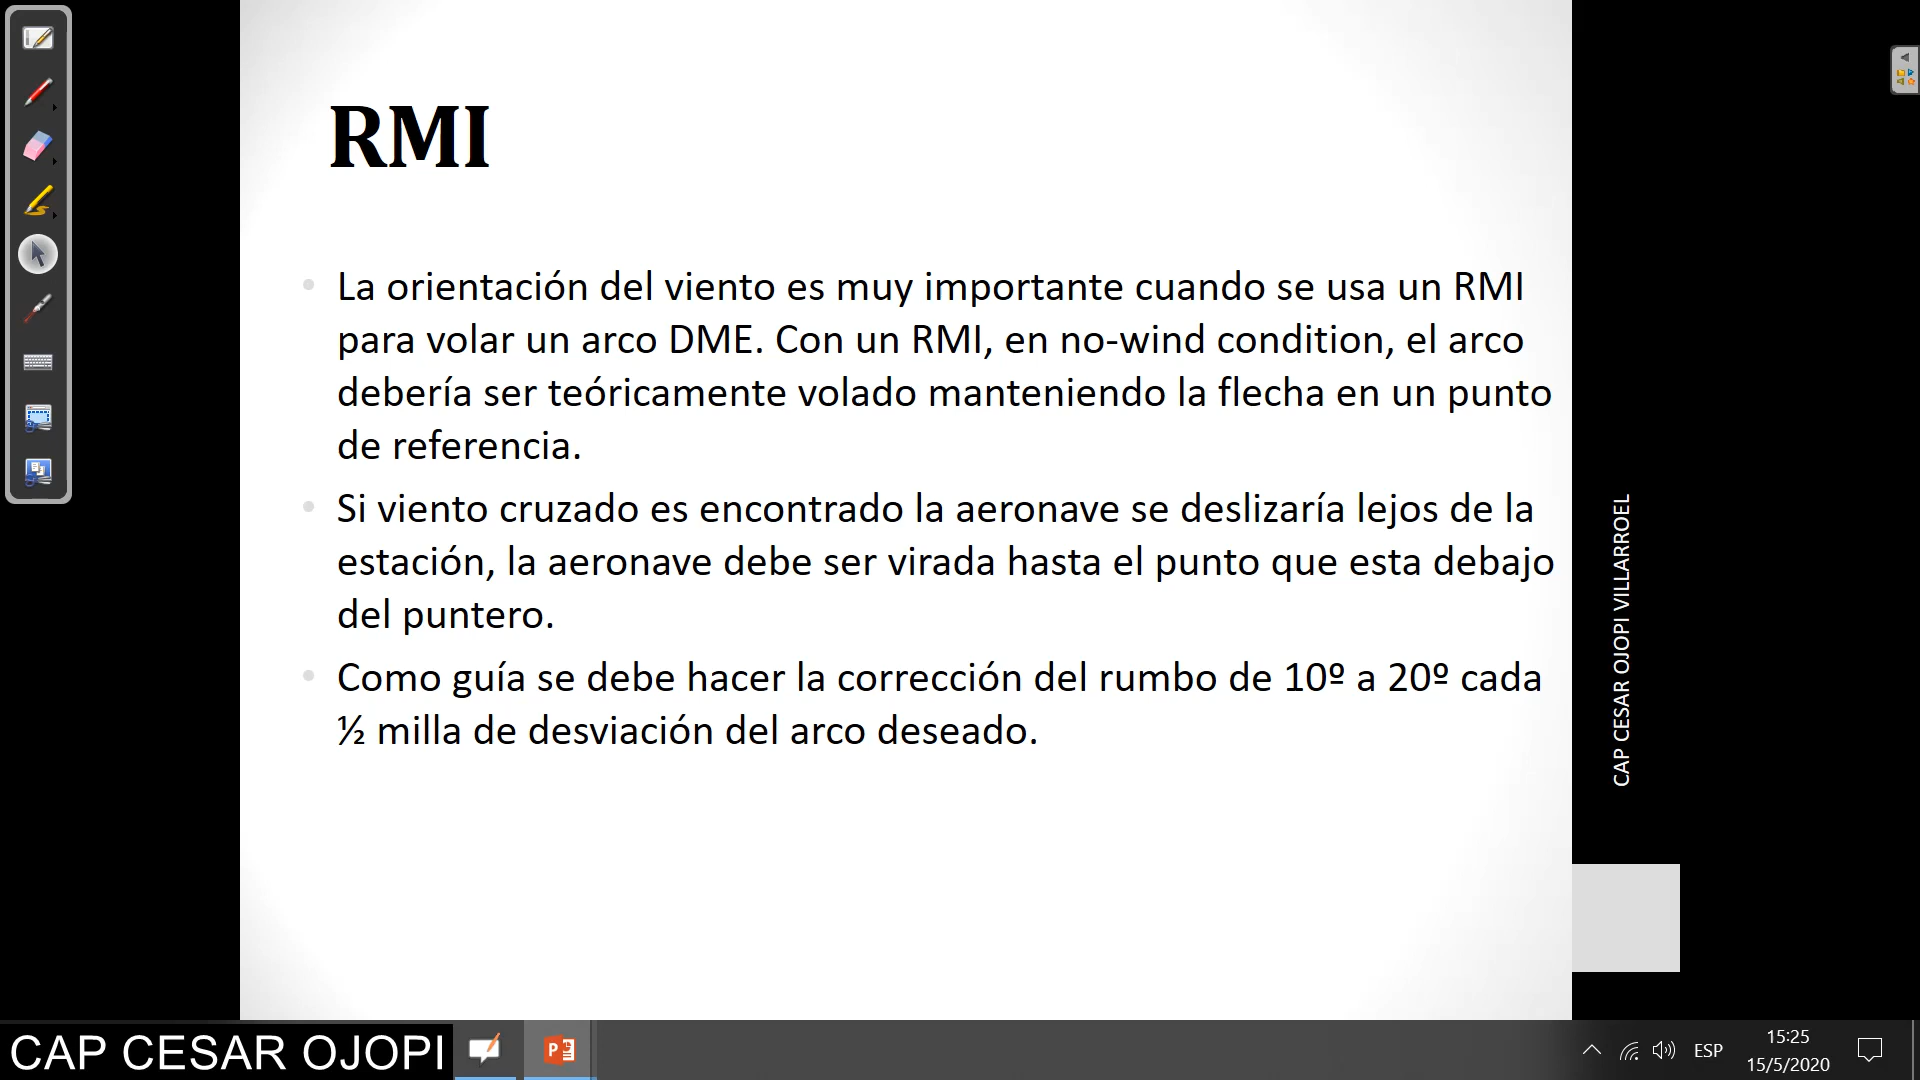 RMI
La orientación del viento es muy importante cuando se usa un RMI
para volar un arco DME. Con un RMI, en no-wind condition, el arco
debería ser teóricamente volado manteniendo la flecha en un punto
de referencia.
Si viento cruzado es encontrado la aeronave se deslizaría lejos de la
estación, la aeronave debe ser virada hasta el punto que esta debajo
del puntero.
Como guía se debe hacer la corrección del rumbo de 10º a 20º cada
½ milla de desviación del arco deseado.
CAP CESAR OJOPI VILLARROEL
CAP CESAR OJOPI
ESP
15:25
15/5/2020